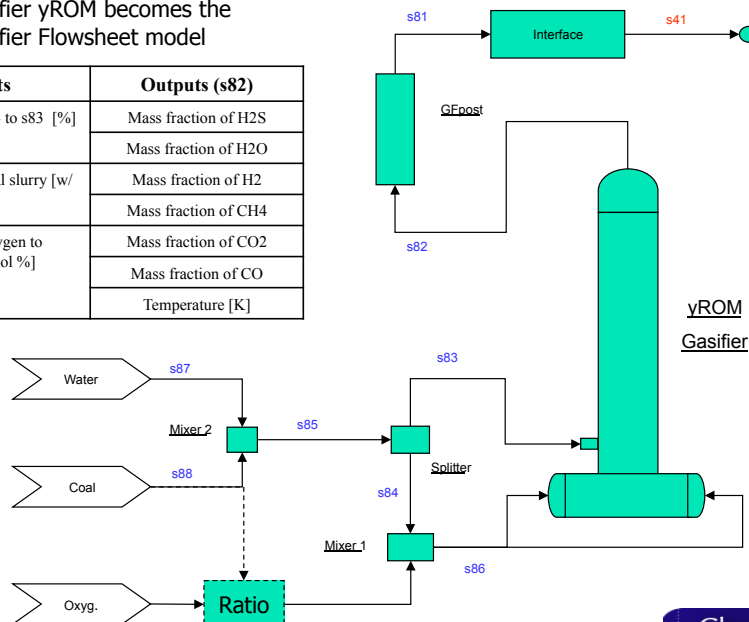 fier yROM becomes the
fier Flowsheet model
ts
Outputs (s82)
to s83 [%]
Mass fraction of H2S
Mass fraction of H2O
l slurry [w/
Mass fraction of H2
Mass fraction of CH4
gen to
ol %]
Mass fraction of CO2
Mass fraction of CO
Temperature [K]
s81
Interface
s41
GFpost
s82
yROM
Gasifier
Water
s87
s83
Mixer 2
s85
Splitter
Coal
s88
s84
Mixer 1
s86
Oxyg.
Ratio